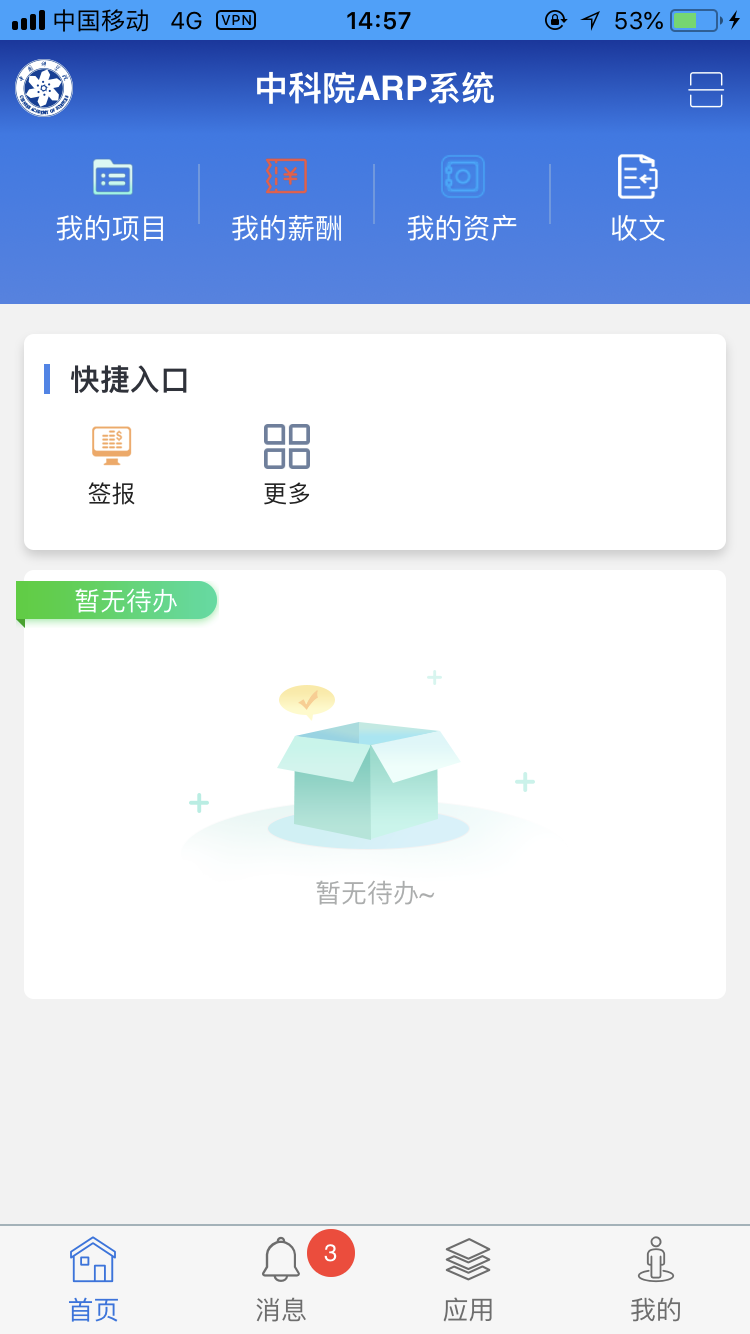 中国移动 4G VPN 14:57 53%
中科院ARP系统
我的项目 我的薪酬 我的资产 收文
快捷入口
签报 更多
暂无待办
暂无待办~
3
首页 消息 应用 我的